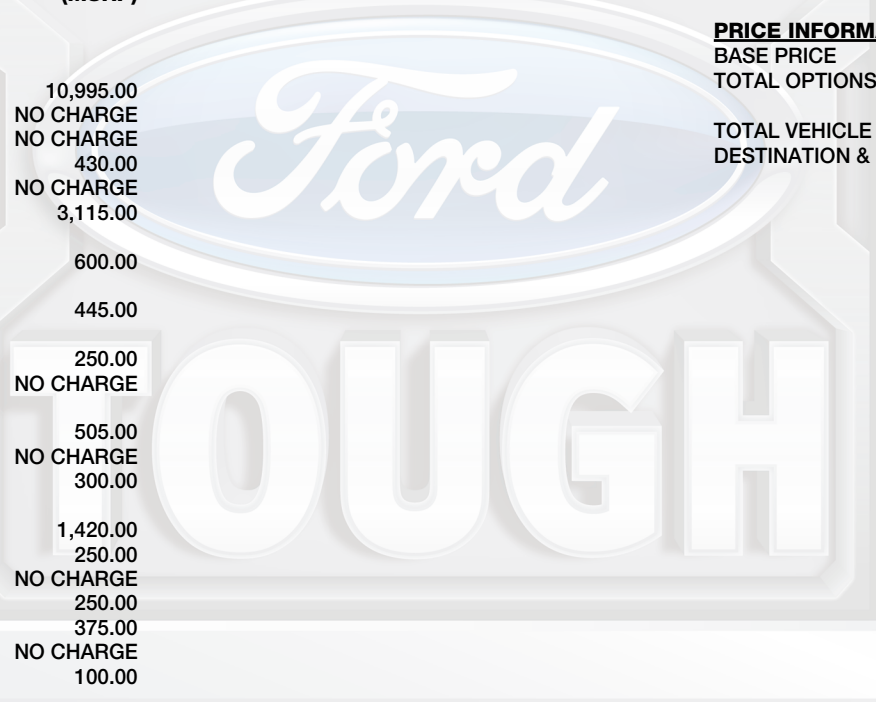 10,995.00
NO CHARGE
NO CHARGE
430.00
NO CHARGE
3,115.00
600.00
445.00
250.00
NO CHARGE
505.00
NO CHARGE
300.00
1,420.00
250.00
NO CHARGE
250.00
375.00
NO CHARGE
100.00
PRICE INFORMA
BASE PRICE
TOTAL OPTIONS
TOTAL VEHICLE
DESTINATION &
Ford
TOUGH